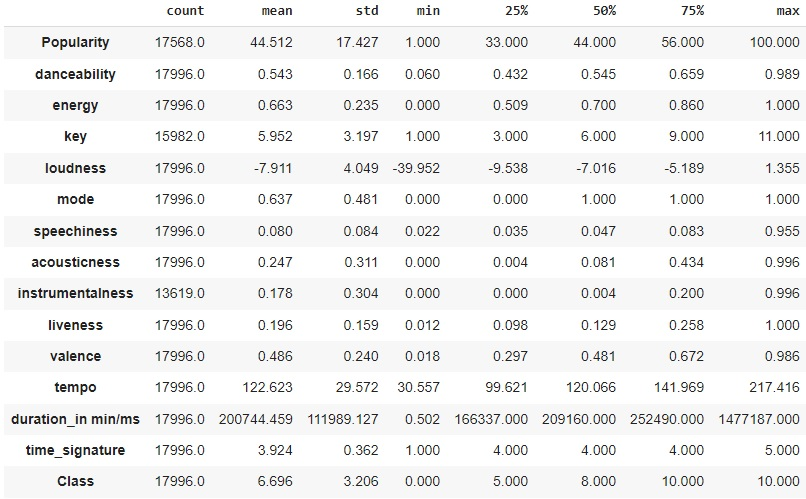 count mean std min 25% 50% 75% max
Popularity 17568.0 44.512 17.427 1.000 33.000 44.000 56.000 100.000
danceability 17996.0 0.543 0.166 0.060 0.432 0.545 0.659 0.989
energy 17996.0 0.663 0.235 0.000 0.509 0.700 0.860 1.000
key 15982.0 5.952 3.197 1.000 3.000 6.000 9.000 11.000
loudness 17996.0 -7.911 4.049 -39.952 -9.538 -7.016 -5.189 1.355
mode 17996.0 0.637 0.481 0.000 0.000 1.000 1.000 1.000
speechiness 17996.0 0.080 0.084 0.022 0.035 0.047 0.083 0.955
acousticness 17996.0 0.247 0.311 0.000 0.004 0.081 0.434 0.996
instrumentalness 13619.0 0.178 0.304 0.000 0.000 0.004 0.200 0.996
liveness 17996.0 0.196 0.159 0.012 0.098 0.129 0.258 1.000
valence 17996.0 0.486 0.240 0.018 0.297 0.481 0.672 0.986
tempo 17996.0 122.623 29.572 30.557 99.621 120.066 141.969 217.416
duration_in min/ms 17996.0 200744.459 111989.127 0.502 166337.000 209160.000 252490.000 1477187.000
time_signature 17996.0 3.924 0.362 1.000 4.000 4.000 4.000 5.000
Class 17996.0 6.696 3.206 0.000 5.000 8.000 10.000 10.000